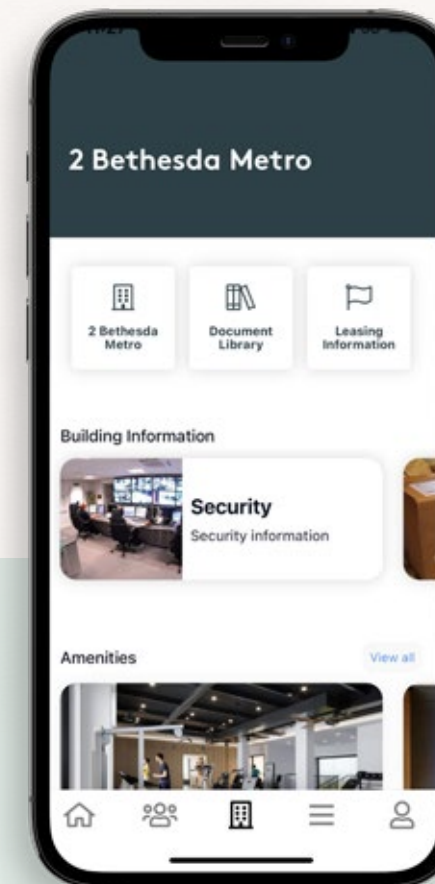 2 Bethesda Metro
2 Bethesda
Metro
Document
Library
Leasing
Information
Building Information
Security
Security information
Amenities
View all